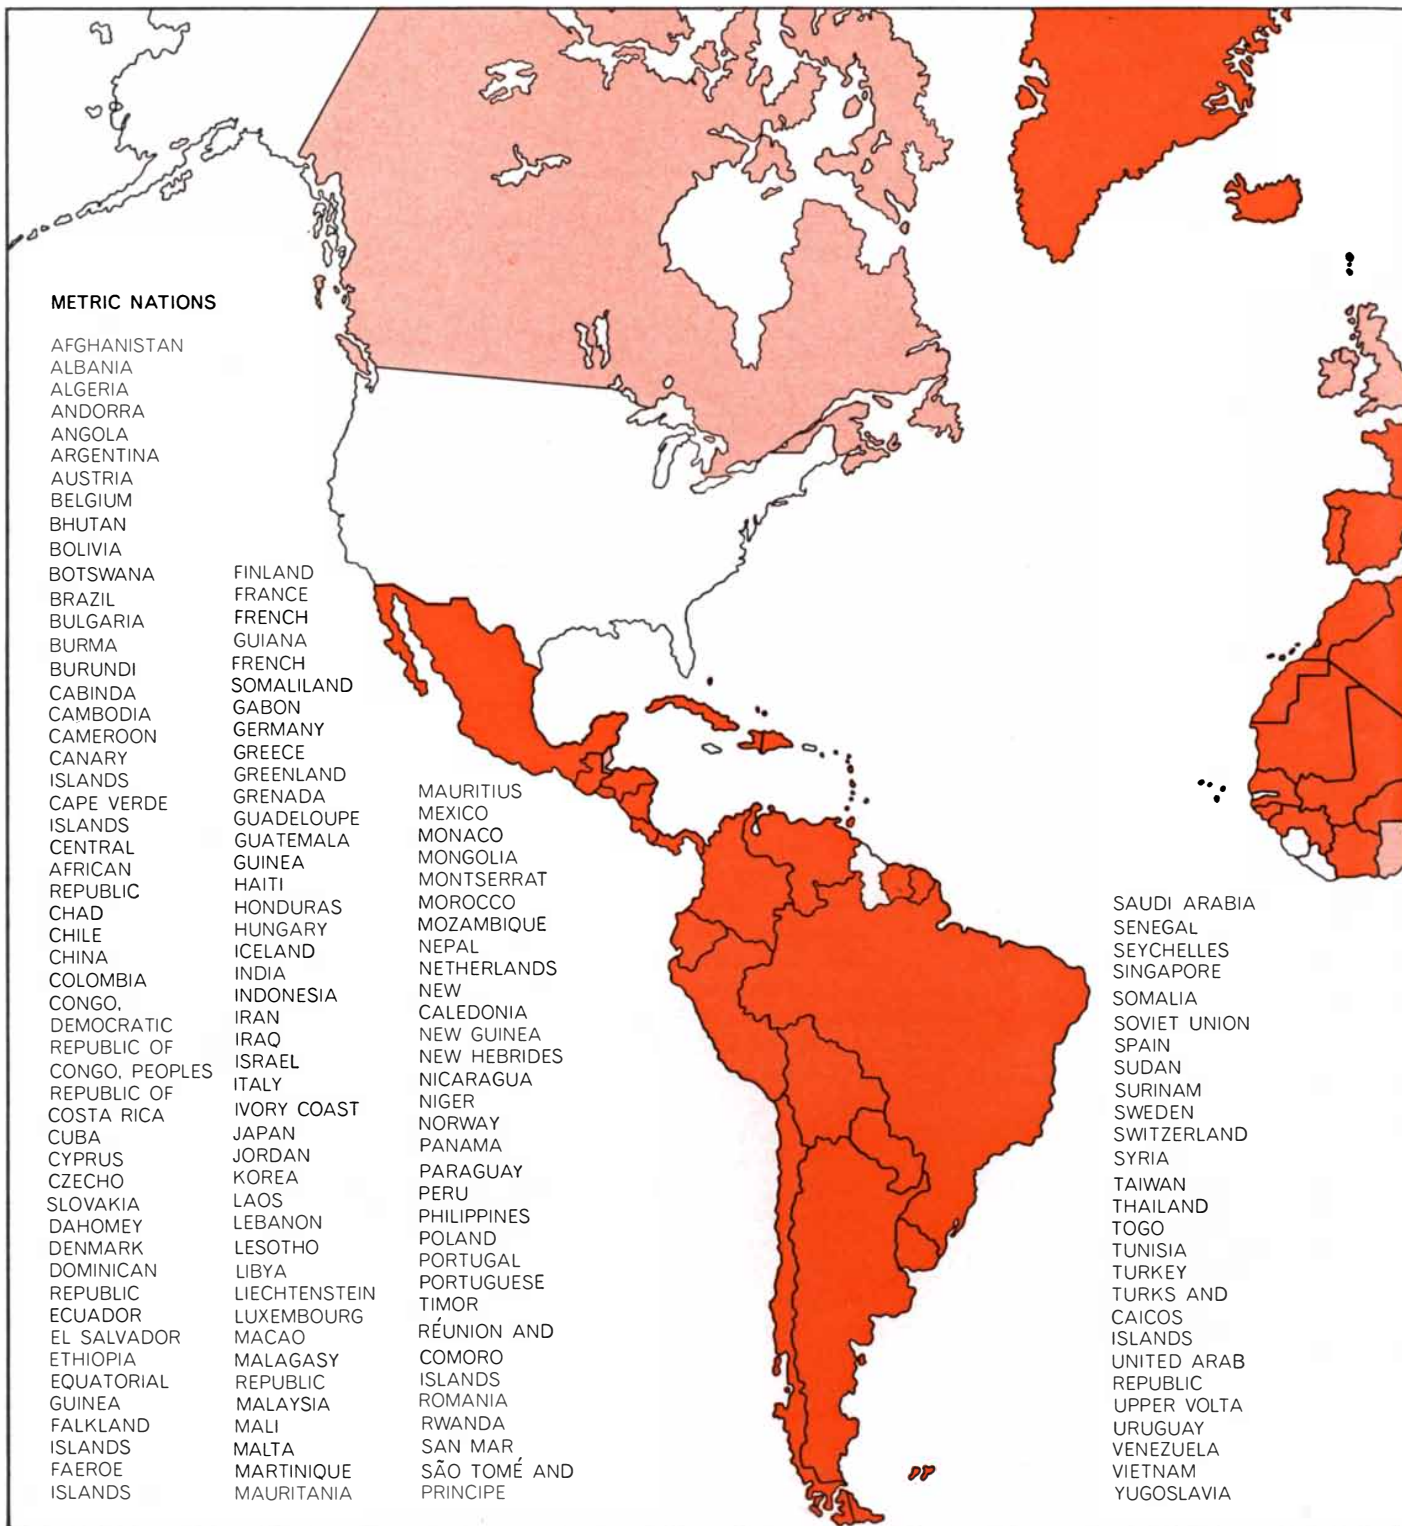 METRIC NATIONS
AFGHANISTAN
ALBANIA
ALGERIA
ANDORRA
ANGOLA
ARGENTINA
AUSTRIA
BELGIUM
BHUTAN
BOLIVIA
BOTSWANA
BRAZIL
BULGARIA
BURMA
BURUNDI
CABINDA
CAMBODIA
CAMEROON
CANARY
ISLANDS
CAPE VERDE
ISLANDS
CENTRAL
AFRICAN
REPUBLIC
CHAD
CHILE
CHINA
COLOMBIA
CONGO,
DEMOCRATIC
REPUBLIC OF
CONGO, PEOPLES
REPUBLIC OF
COSTA RICA
CUBA
CYPRUS
CZECHO
SLOVAKIA
DAHOMEY
DENMARK
DOMINICAN
REPUBLIC
ECUADOR
EL SALVADOR
ETHIOPIA
EQUATORIAL
GUINEA
FALKLAND
ISLANDS
FAEROE
ISLANDS
FINLAND
FRANCE
FRENCH
GUIANA
FRENCH
SOMALILAND
GABON
GERMANY
GREECE
GREENLAND
GRENADA
GUADELOUPE
GUATEMALA
GUINEA
HAITI
HONDURAS
HUNGARY
ICELAND
INDIA
INDONESIA
IRAN
IRAQ
ISRAEL
ITALY
IVORY COAST
JAPAN
JORDAN
KOREA
LAOS
LEBANON
LESOTHO
LIBYA
LIECHTENSTEIN
LUXEMBOURG
MACAO
MALAGASY
REPUBLIC
MALAYSIA
MALI
MALTA
MARTINIQUE
MAURITANIA
MAURITIUS
MEXICO
MONACO
MONGOLIA
MONTSERRAT
MOROCCO
MOZAMBIQUE
NEPAL
NETHERLANDS
NEW
CALEDONIA
NEW GUINEA
NEW HEBRIDES
NICARAGUA
NIGER
NORWAY
PANAMA
PARAGUAY
PERU
PHILIPPINES
POLAND
PORTUGAL
PORTUGUESE
TIMOR
RÉUNION AND
COMORO
ISLANDS
ROMANIA
RWANDA
SAN MAR
SÃO TOMÉ AND
PRINCIPE
SAUDI ARABIA
SENEGAL
SEYCHELLES
SINGAPORE
SOMALIA
SOVIET UNION
SPAIN
SUDAN
SURINAM
SWEDEN
SWITZERLAND
SYRIA
TAIWAN
THAILAND
TOGO
TUNISIA
TURKEY
TURKS AND
CAICOS
ISLANDS
UNITED ARAB
REPUBLIC
UPPER VOLTA
URUGUAY
VENEZUELA
VIETNAM
YUGOSLAVIA